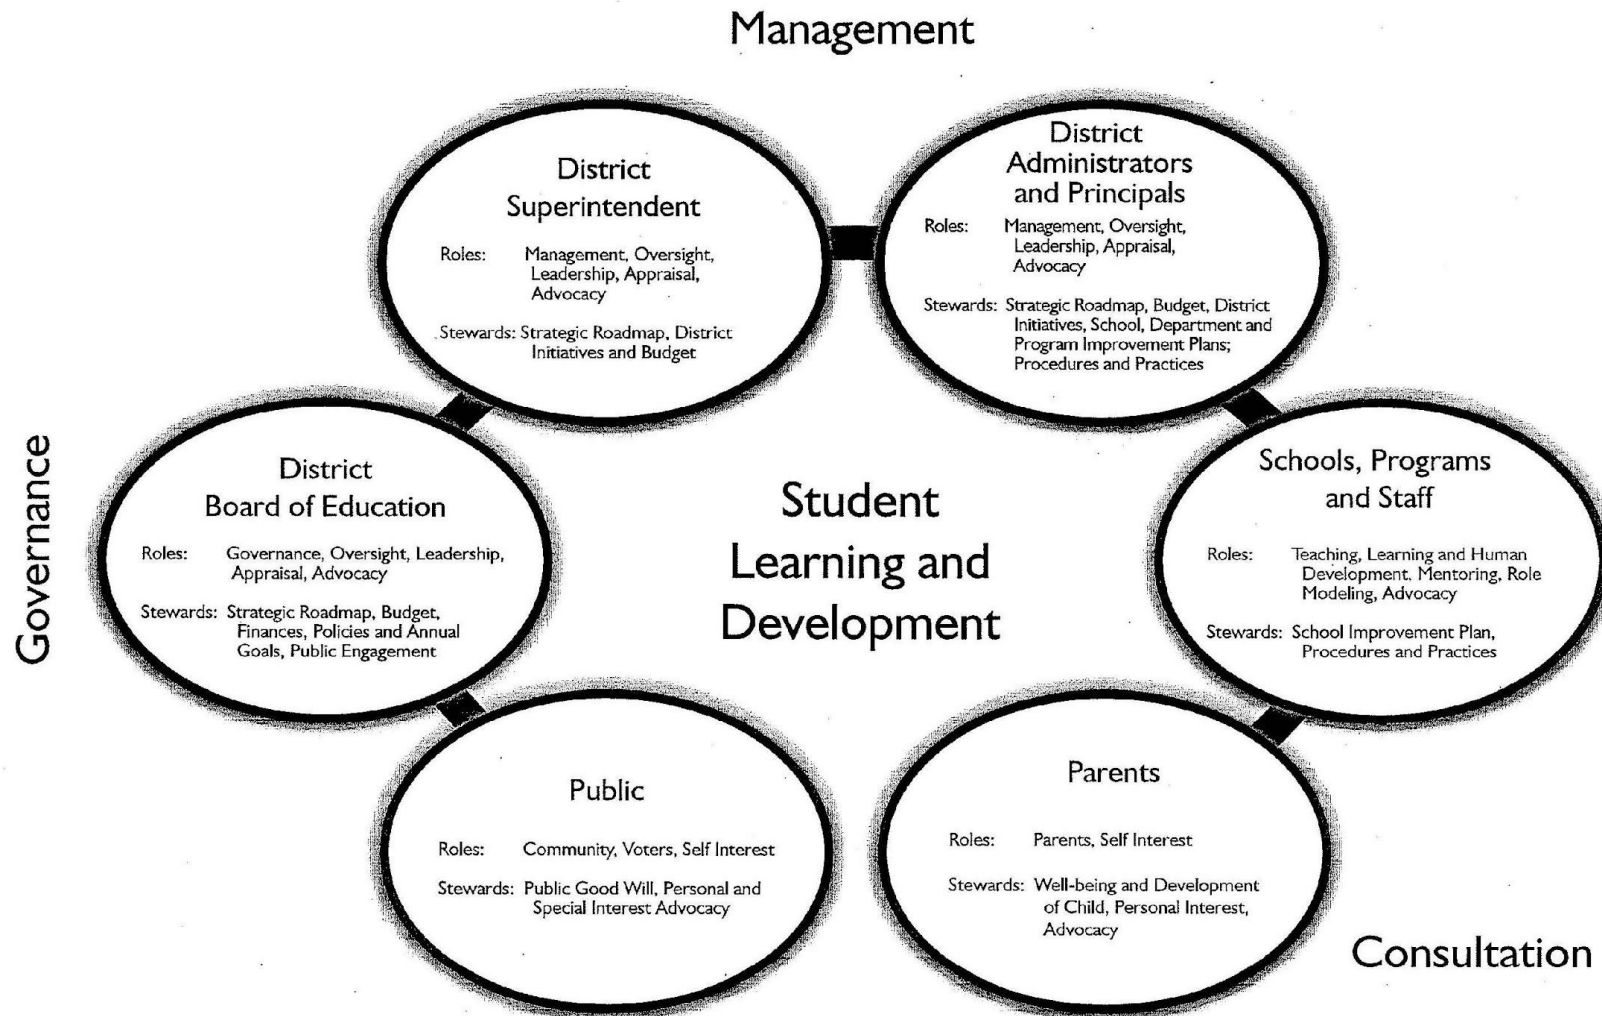 Management
District
Superintendent
Roles: Management, Oversight,
Leadership, Appraisal,
Advocacy
Stewards: Strategic Roadmap, District
Initiatives and Budget
District
Administrators
and Principals
Roles: Management, Oversight,
Leadership, Appraisal,
Advocacy
Stewards: Strategic Roadmap, Budget, District
Initiatives, School, Department and
Program Improvement Plans;
Procedures and Practices
Governance
District
Board of Education
Roles: Governance, Oversight, Leadership,
Appraisal, Advocacy
Stewards: Strategic Roadmap, Budget,
Finances, Policies and Annual
Goals, Public Engagement
Student
Learning and
Development
Schools, Programs
and Staff
Roles: Teaching, Learning and Human
Development, Mentoring, Role
Modeling, Advocacy
Stewards: School Improvement Plan,
Procedures and Practices
Public
Roles: Community, Voters, Self Interest
Stewards: Public Good Will, Personal and
Special Interest Advocacy
Parents
Roles: Parents, Self Interest
Stewards: Well-being and Development
of Child, Personal Interest,
Advocacy
Consultation